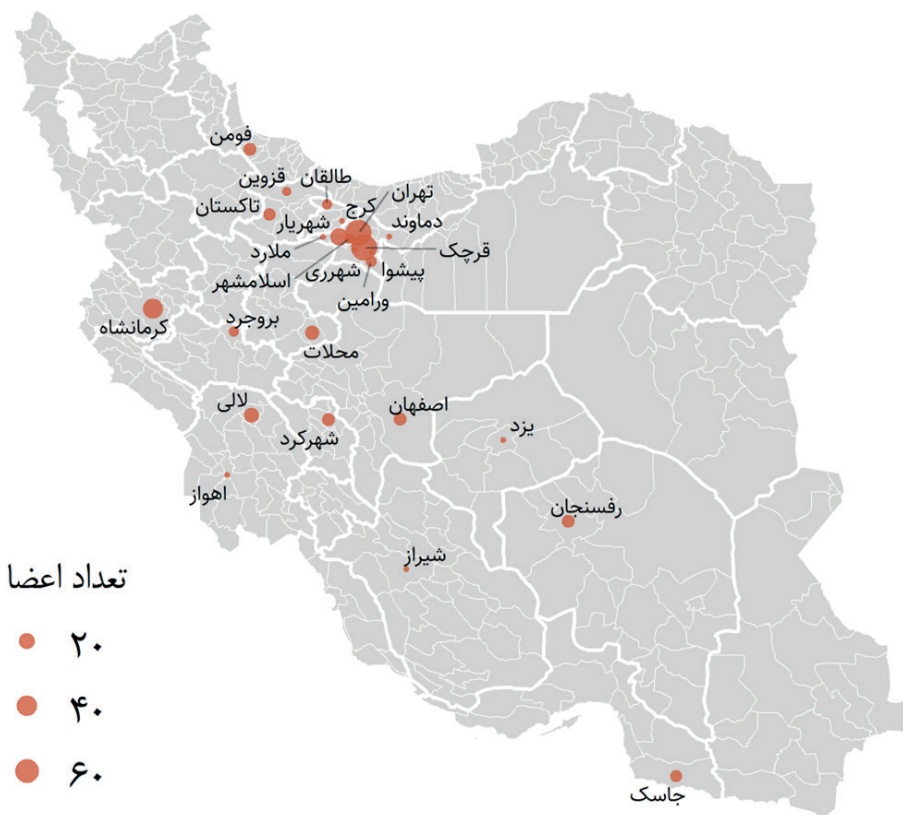 فومن
طالقان
قزوین
تهران
کرج
تاکستان
شهریار
دماوند
ملارد
قرچک
پیشوا
شهرری
اسلامشهر
ورامین
بروجرد
کرمانشاه
محلات
لالی
اصفهان
شهرکرد
یزد
اهواز
رفسنجان
شیراز
تعداد اعضا
۲۰
۴۰
۶۰
جاسک